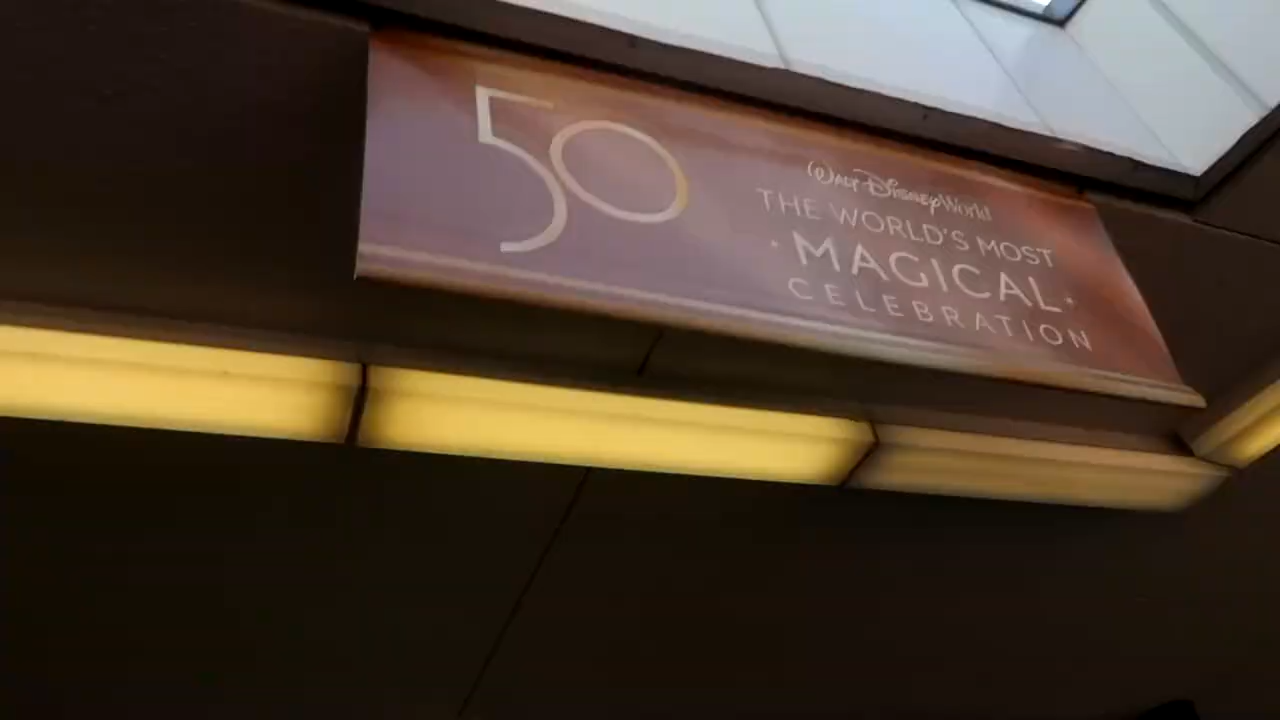 50
Walt Disney World
THE WORLD'S MOST
· MAGICAL ·
CELEBRATION